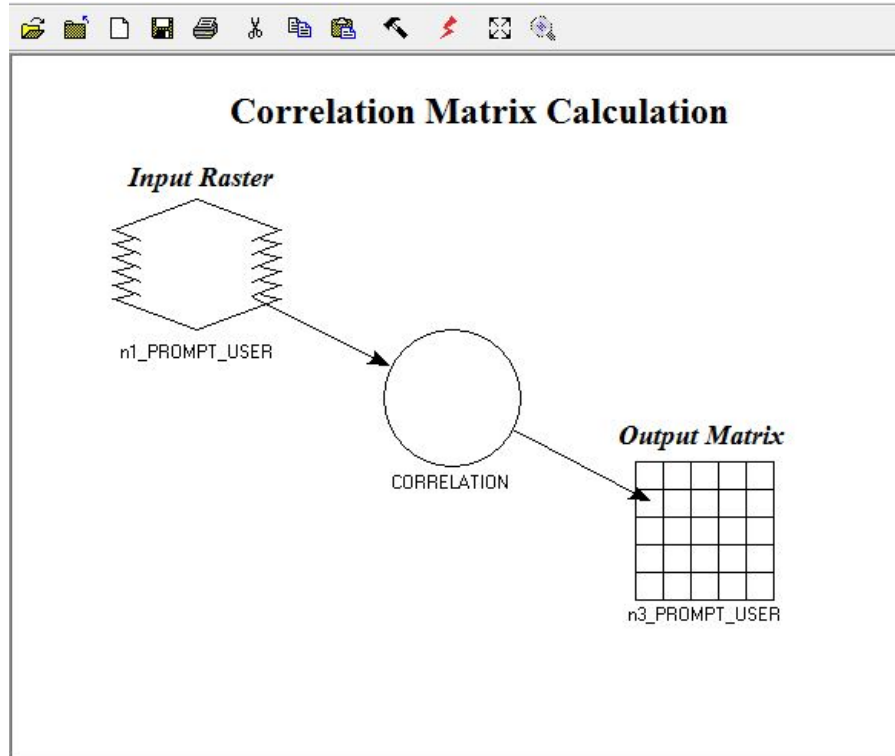 Correlation Matrix Calculation
Input Raster
n1_PROMPT_USER
CORRELATION
Output Matrix
n3_PROMPT_USER